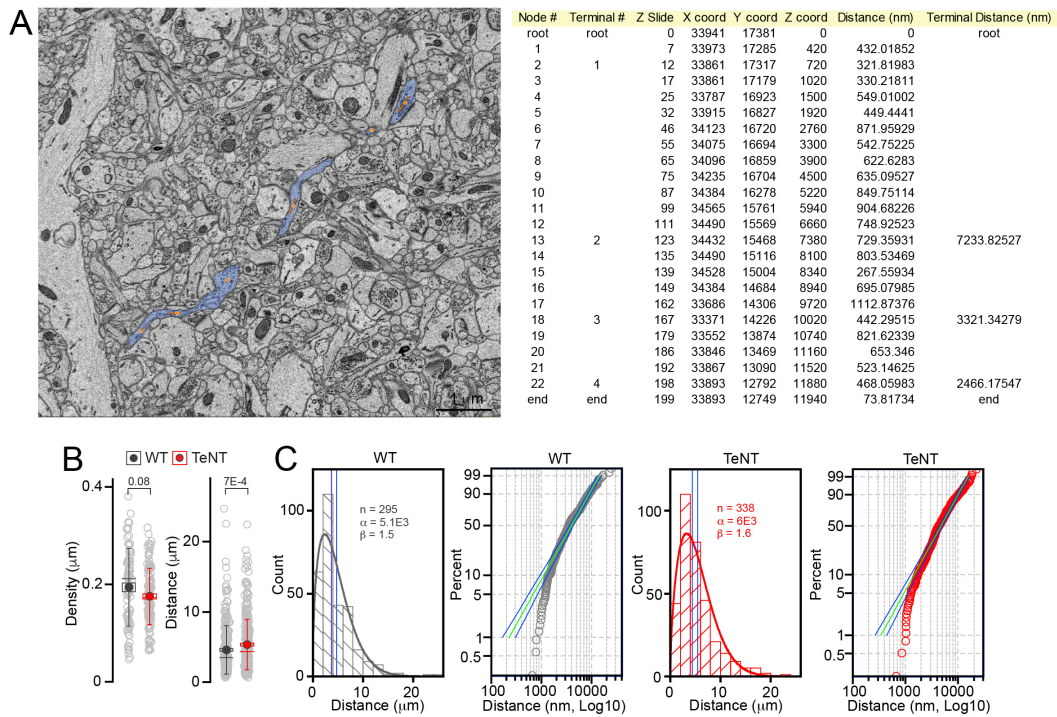 A
1 μm
Node # Terminal # Z Slide X coord Y coord Z coord Distance (nm) Terminal Distance (nm)
root root 0 33941 17381 0 0 root
1 7 33973 17285 420 432.01852
2 1 12 33861 17317 720 321.81983
3 17 33861 17179 1020 330.21811
4 25 33787 16923 1500 549.01002
5 32 33915 16827 1920 449.4441
6 46 34123 16720 2760 871.95929
7 55 34075 16694 3300 542.75225
8 65 34096 16859 3900 622.6283
9 75 34235 16704 4500 635.09527
10 87 34384 16278 5220 849.75114
11 99 34565 15761 5940 904.68226
12 111 34490 15569 6660 748.92523
13 2 123 34432 15468 7380 729.35931 7233.82527
14 135 34490 15116 8100 803.53469
15 139 34528 15004 8340 267.55934
16 149 34384 14684 8940 695.07985
17 162 33686 14306 9720 1112.87376
18 3 167 33371 14226 10020 442.29515 3321.34279
19 179 33552 13874 10740 821.62339
20 186 33846 13469 11160 653.346
21 192 33867 13090 11520 523.14625
22 4 198 33893 12792 11880 468.05983 2466.17547
end end 199 33893 12749 11940 73.81734 end
B
WT TeNT
0.08
7E-4
0.4
0.2
0
Density (μm)
20
10
0
Distance (μm)
C
WT
n = 295
α = 5.1E3
β = 1.5
100
50
0
Count
0 10 20
Distance (μm)
WT
99
90
50
10
1
0.5
Percent
100 1000 10000
Distance (nm, Log10)
TeNT
n = 338
α = 6E3
β = 1.6
100
50
0
Count
0 10 20
Distance (μm)
TeNT
99
90
50
10
1
0.5
Percent
100 1000 10000
Distance (nm, Log10)